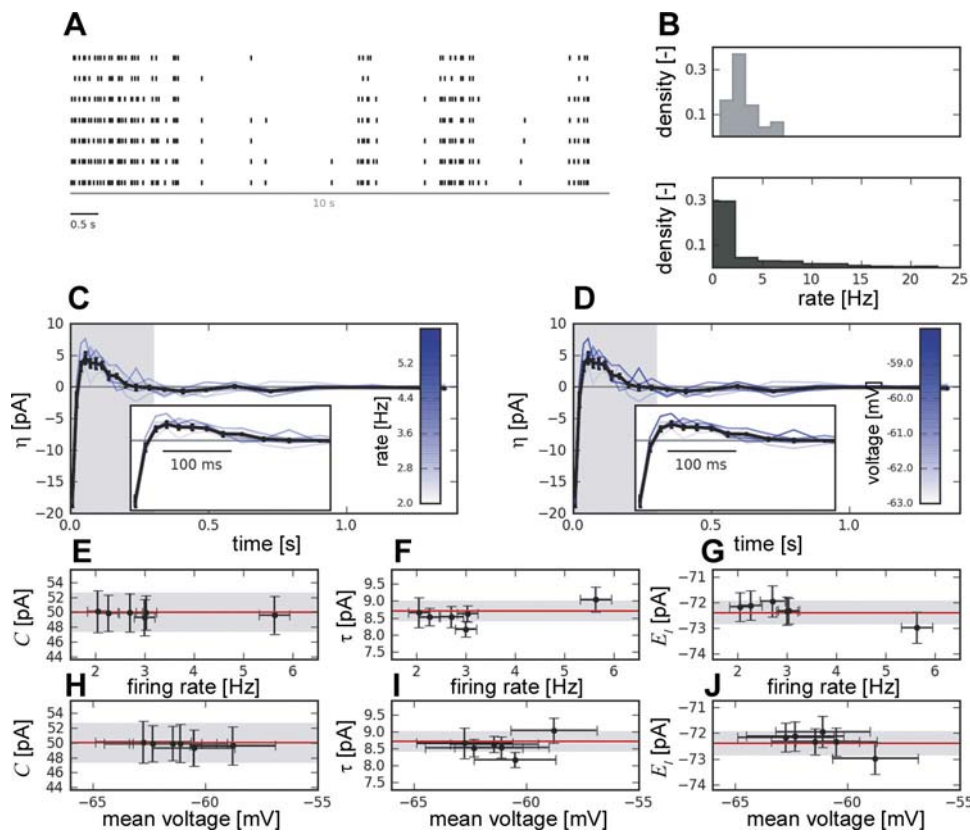 A
10 s
0.5 s
B
density [-]
0.3
0.1
density [-]
0.3
0.1
0 5 10 15 20 25
rate [Hz]
C
η [pA]
10
5
0
−5
−10
−15
−20
0.0 0.5 1.0
time [s]
100 ms
rate [Hz]
5.2
4.4
3.6
2.8
2.0
D
η [pA]
10
5
0
−5
−10
−15
−20
0.0 0.5 1.0
time [s]
100 ms
voltage [mV]
-59.0
-60.0
-61.0
-62.0
-63.0
E
C [pA]
54
52
50
48
46
44
2 3 4 5 6
firing rate [Hz]
F
τ [pA]
9.5
9.0
8.5
8.0
7.5
2 3 4 5 6
firing rate [Hz]
G
E_l [pA]
−71
−72
−73
−74
2 3 4 5 6
firing rate [Hz]
H
C [pA]
54
52
50
48
46
44
−65 −60 −55
mean voltage [mV]
I
τ [pA]
9.5
9.0
8.5
8.0
7.5
−65 −60 −55
mean voltage [mV]
J
E_l [pA]
−71
−72
−73
−74
−65 −60 −55
mean voltage [mV]